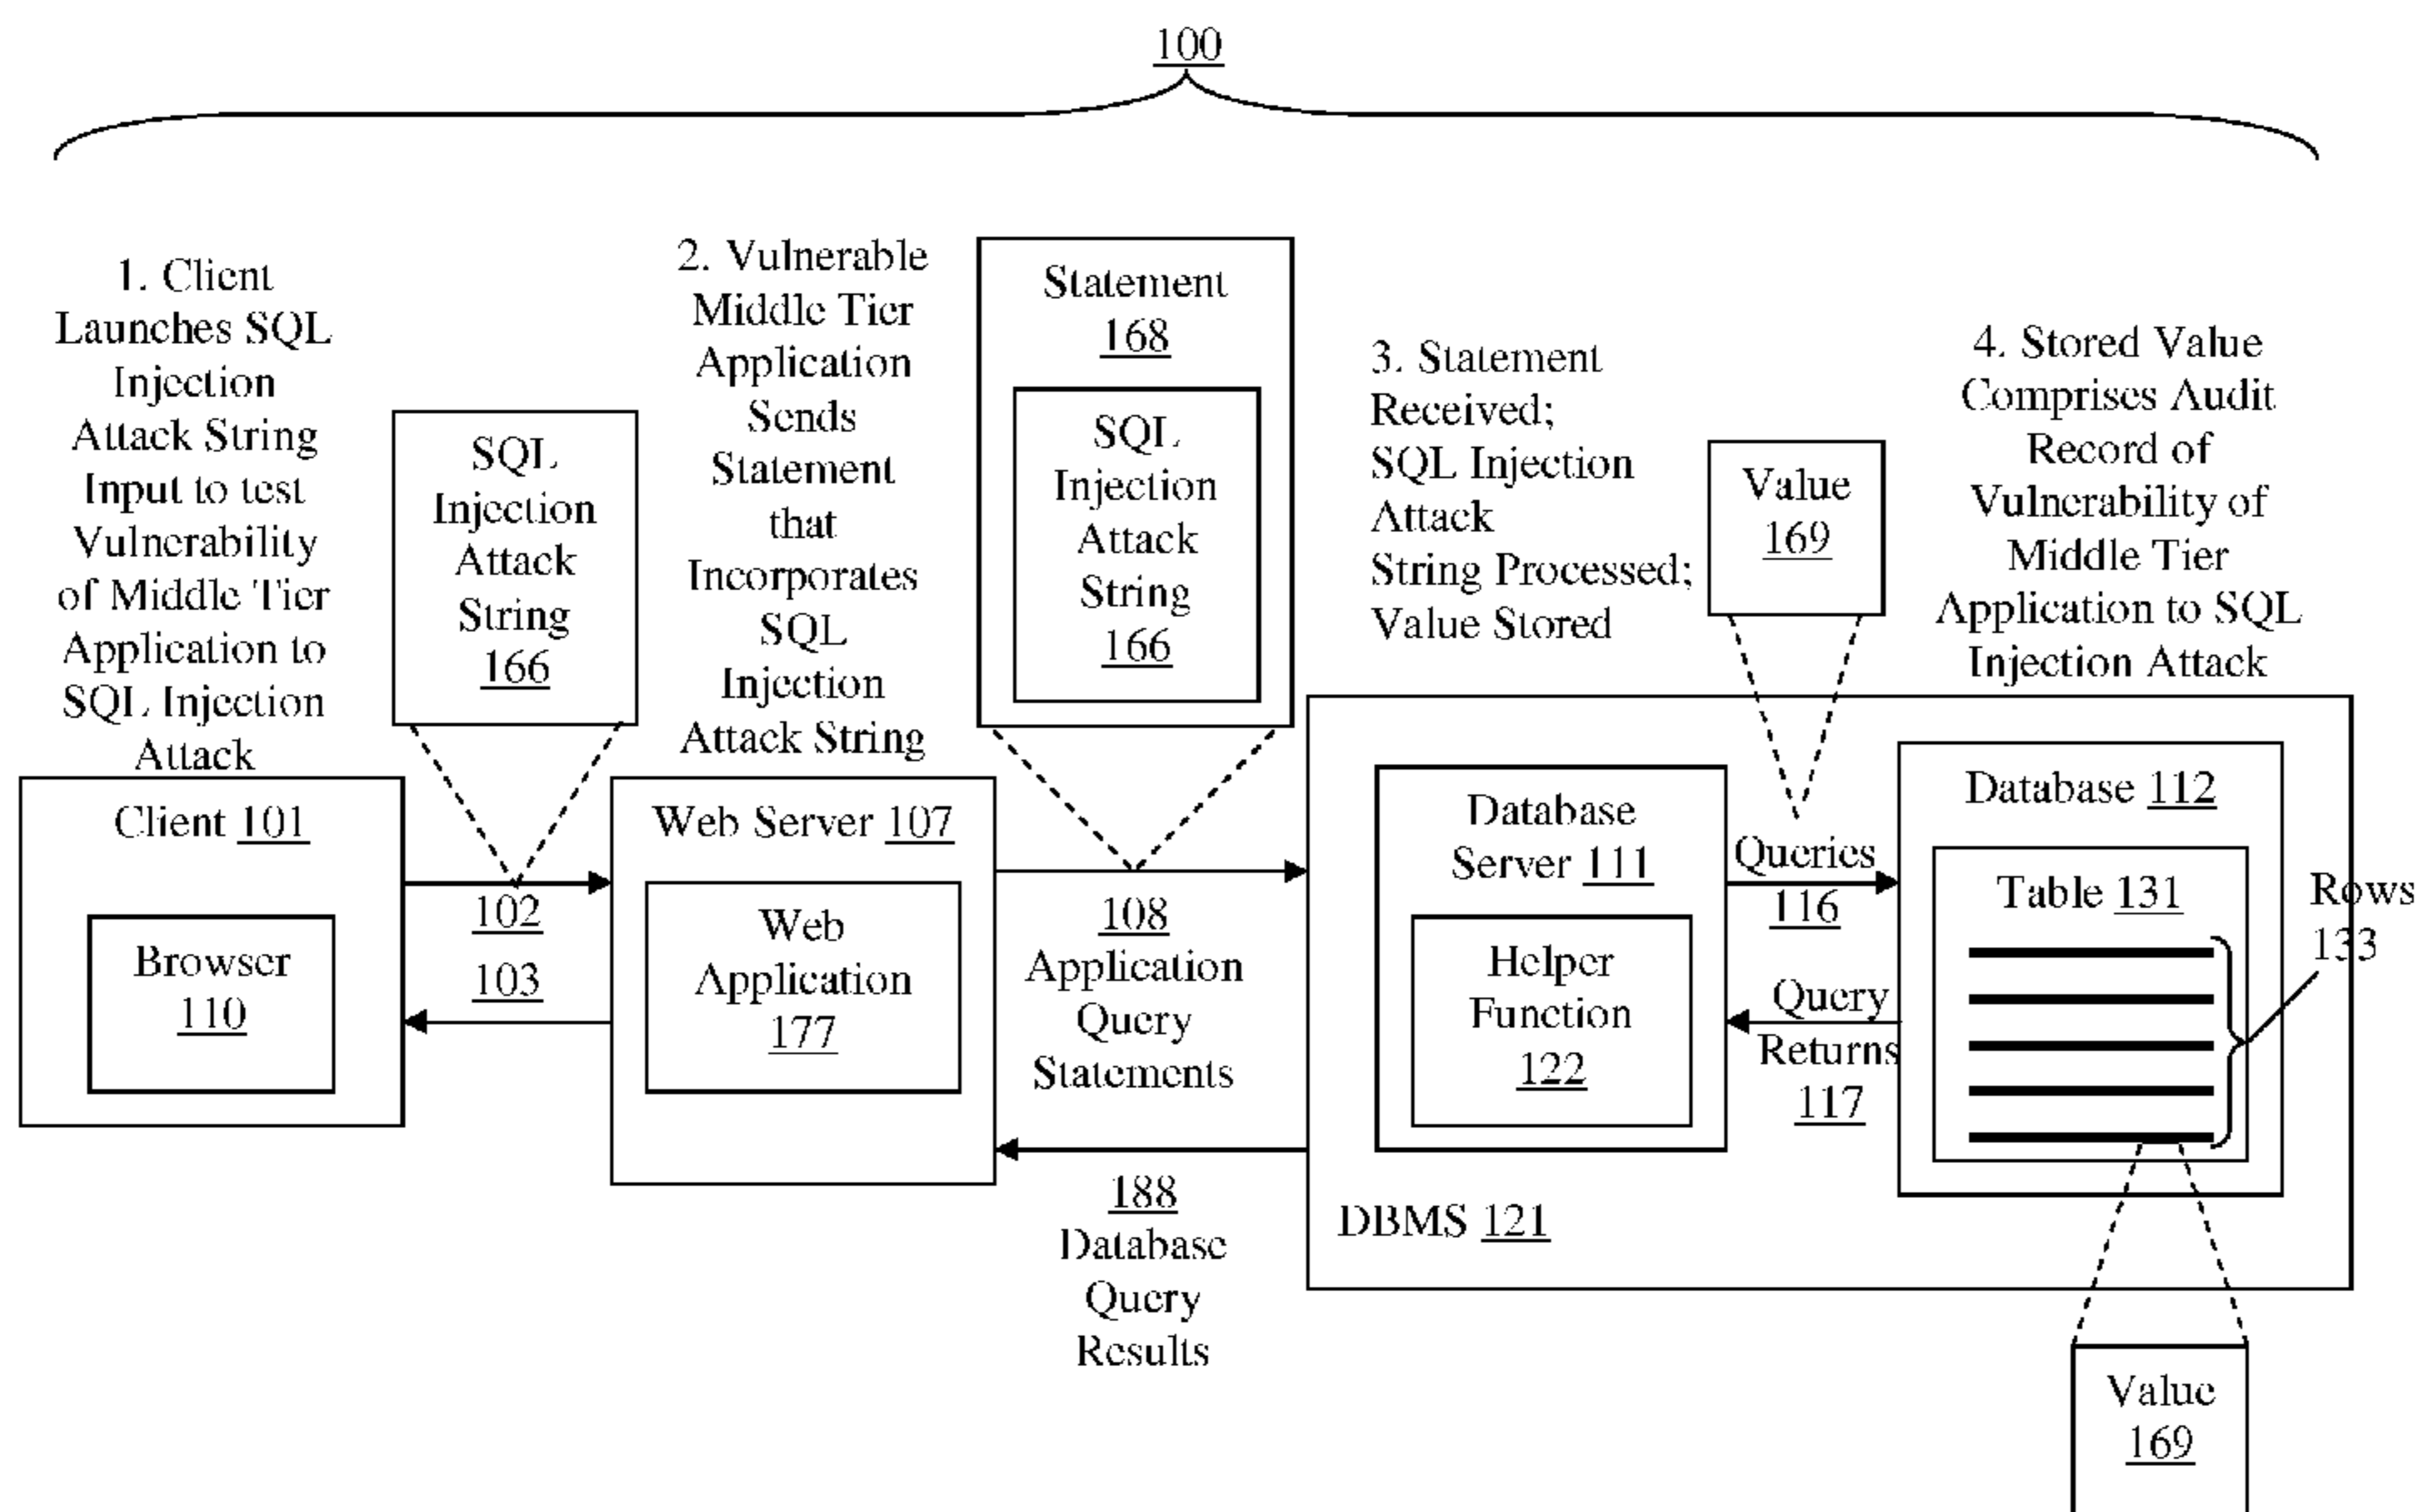 100
1. Client
Launches SQL
Injection
Attack String
Input to test
Vulnerability
of Middle Tier
Application to
SQL Injection
Attack
SQL
Injection
Attack
String
166
2. Vulnerable
Middle Tier
Application
Sends
Statement
that
Incorporates
SQL
Injection
Attack String
Statement
168
SQL
Injection
Attack
String
166
3. Statement
Received;
SQL Injection
Attack
String Processed;
Value Stored
Value
169
4. Stored Value
Comprises Audit
Record of
Vulnerability of
Middle Tier
Application to SQL
Injection Attack
Client 101
Browser
110
102
103
Web Server 107
Web
Application
177
108
Application
Query
Statements
188
Database
Query
Results
Database
Server 111
Helper
Function
122
DBMS 121
Queries
116
Query
Returns
117
Database 112
Table 131
Rows
133
Value
169